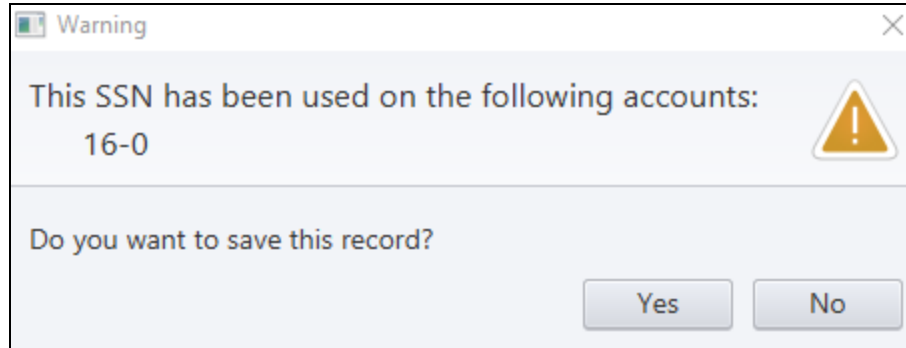 Warning
This SSN has been used on the following accounts:
16-0
Do you want to save this record?
Yes No